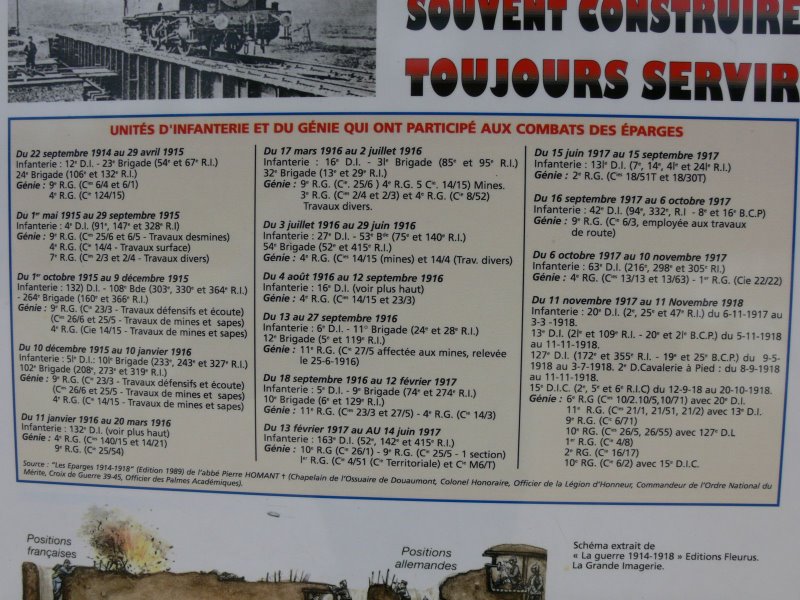 SOUVENT CONSTRUIRE
TOUJOURS SERVIR
UNITÉS D'INFANTERIE ET DU GÉNIE QUI ONT PARTICIPÉ AUX COMBATS DES ÉPARGES
Du 22 septembre 1914 au 29 avril 1915
Infanterie : 12e D.I. - 23e Brigade (54e et 67e R.I.)
24e Brigade (106e et 132e R.I.)
Génie : 9e R.G. (Cies 6/4 et 6/1)
4e R.G. (C 124/15)
Du 1er mai 1915 au 29 septembre 1915
Infanterie : 4e D.I. (91e, 147e et 328e R.I)
Génie : 9e R.G. (Cies 25/6 et 6/5 - Travaux desmines)
4e R.G. (Cie 14/4 - Travaux surface)
7e R.G. (Cies 2/3 et 2/4 - Travaux divers)
Du 1er octobre 1915 au 9 décembre 1915
Infanterie : 132) D.I. - 108e Bde (303e, 330e et 364e R.I.)
- 264e Brigade (160e et 366e R.I.)
Génie : 9e R.G. (Cie 23/3 - Travaux défensifs et écoute)
(Cies 26/6 et 25/5 - Travaux de mines et sapes)
4e R.G. (Cie 14/15 - Travaux de mines et sapes)
Du 10 décembre 1915 au 10 janvier 1916
Infanterie : 5Ie D.I.: 10Ie Brigade (233e, 243e et 327e R.I.)
102e Brigade (208e, 273e et 319e R.I.)
Génie : 9e R.G. (Cie 23/3 - Travaux défensifs et écoute
(Cies 26/6 et 25/5 - Travaux de mines et sapes)
4e R.G. (Cie 14/15 - Travaux de mines et sapes)
Du 11 janvier 1916 au 20 mars 1916
Infanterie : 132e D.I. (voir plus haut)
Génie : 4e R.G. (Cies 140/15 et 14/21)
9e R.G. (Cie 25/54)
Du 17 mars 1916 au 2 juillet 1916
Infanterie : 16e D.I. - 3Ie Brigade (85e et 95e R.I.)
32e Brigade (13e et 29e R.I.)
Génie : 9e R.G. (Ce. 25/6 ) 4e R.G. 5 Ce. 14/15) Mines.
3e R.G. (Cies 2/4 et 2/3) et 4e R.G. (Ce 8/52)
Travaux divers.
Du 3 juillet 1916 au 29 juin 1916
Infanterie : 27e D.I. - 53e Bde (75e et 140e R.I.)
54e Brigade (52e et 415e R.I.)
Génie : 4e R.G. (Cies 14/15 (mines) et 14/4 (Trav. divers)
Du 4 août 1916 au 12 septembre 1916
Infanterie : 16e D.I. (voir plus haut)
Génie : 4e R.G. (Cies 14/15 et 23/3)
Du 13 au 27 septembre 1916
Infanterie : 6e D.I. - 11e Brigade (24e et 28e R.I.)
12e Brigade (5e et 119e R.I.)
Génie : 11e R.G. (Cie 27/5 affectée aux mines, relevée
le 25-6-1916)
Du 18 septembre 1916 au 12 février 1917
Infanterie : 5e D.I. - 9e Brigade (74e et 274e R.I.)
10e Brigade (6e et 129e R.I.)
Génie : 11e R.G. (Cies 23/3 et 27/5) - 4e R.G. (Cie 14/3)
Du 13 février 1917 au AU 14 juin 1917
Infanterie : 163e D.I. (52e, 142e et 415e R.I.)
Génie : 10e R.G (Cie 26/1) - 9e R.G. (Cie 25/5 - 1 section)
Ier R.G. (Cie 4/51 (Cie Territoriale) et Cie M6/T)
Du 15 juin 1917 au 15 septembre 1917
Infanterie : 13Ie D.I. (7e, 14e, 4Ie et 24Ie R.I.)
Génie : 2e R.G. (Cies 18/51T et 18/30T)
Du 16 septembre 1917 au 6 octobre 1917
Infanterie : 42e D.I. (94e, 332e, R.I - 8e et 16e B.C.P)
Génie : 9e R.G. (Cie 6/3, employée aux travaux
de route)
Du 6 octobre 1917 au 10 novembre 1917
Infanterie : 63e D.I. (216e, 298e et 305e R.I.)
Génie : 4e R.G. (Cies 13/13 et 13/63) - 1er R.G. (Cie 22/22)
Du 11 novembre 1917 au 11 Novembre 1918
Infanterie : 20e D.I. (2e, 25e et 47e R.I.) du 6-11-1917 au
3-3 -1918.
13e D.I. (2Ie et 109e R.I. - 20e et 2Ie B.C.P.) du 5-11-1918
au 11-11-1918.
127e D.I. (172e et 355e R.I. - 19e et 25e B.C.P.) du 9-5-
1918 au 3-7-1918. 2e D.Cavalerie à Pied : du 8-9-1918
au 11-11-1918.
15e D.I.C. (2e, 5e et 6e R.I.C) du 12-9-18 au 20-10-1918.
Génie : 6e R.G (Cies 10/2.10/5,10/71) avec 20e D.I.
11e R.G. (Cies 21/1, 21/51, 21/2) avec 13e D.I.
9e R.G. (Cie 6/71)
10e R.G. (Cies 26/5, 26/55) avec 127e D.I.
1er R.G. (Cie 4/8)
2e R.G. (Cie 16/17)
10e R.G. (Cie 6/2) avec 15e D.I.C.
Source : "Les Eparges 1914-1918" (Edition 1989) de l'abbé Pierre HOMANT † (Chapelain de l'Ossuaire de Douaumont, Colonel Honoraire, Officier de la Légion d'Honneur, Commandeur de l'Ordre National du
Mérite, Croix de Guerre 39-45, Officier des Palmes Académiques).
Positions
françaises
Positions
allemandes
Schéma extrait de
« La guerre 1914-1918 » Editions Fleurus.
La Grande Imagerie.